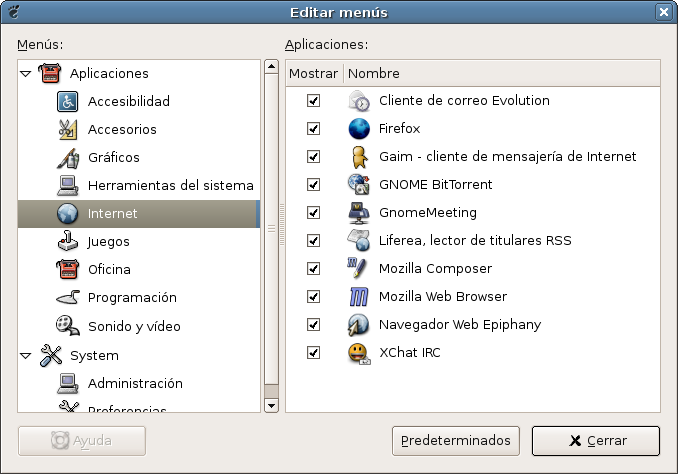 Editar menús
Menús:
Aplicaciones:
Aplicaciones
Accesibilidad
Accesorios
Gráficos
Herramientas del sistema
Internet
Juegos
Oficina
Programación
Sonido y vídeo
System
Administración
Preferencias
Mostrar Nombre
Cliente de correo Evolution
Firefox
Gaim - cliente de mensajería de Internet
GNOME BitTorrent
GnomeMeeting
Liferea, lector de titulares RSS
Mozilla Composer
Mozilla Web Browser
Navegador Web Epiphany
XChat IRC
Ayuda
Predeterminados
Cerrar